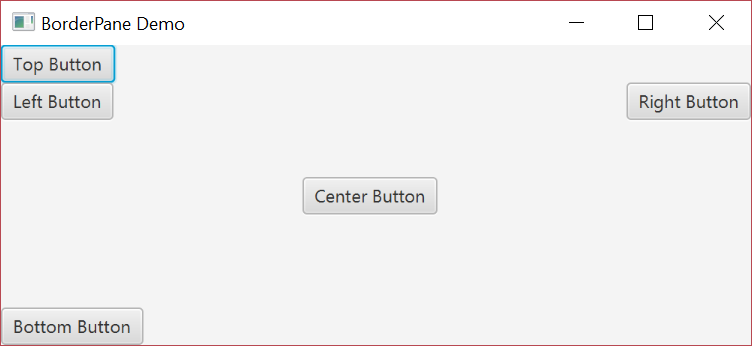 BorderPane Demo
Top Button
Left Button
Right Button
Center Button
Bottom Button